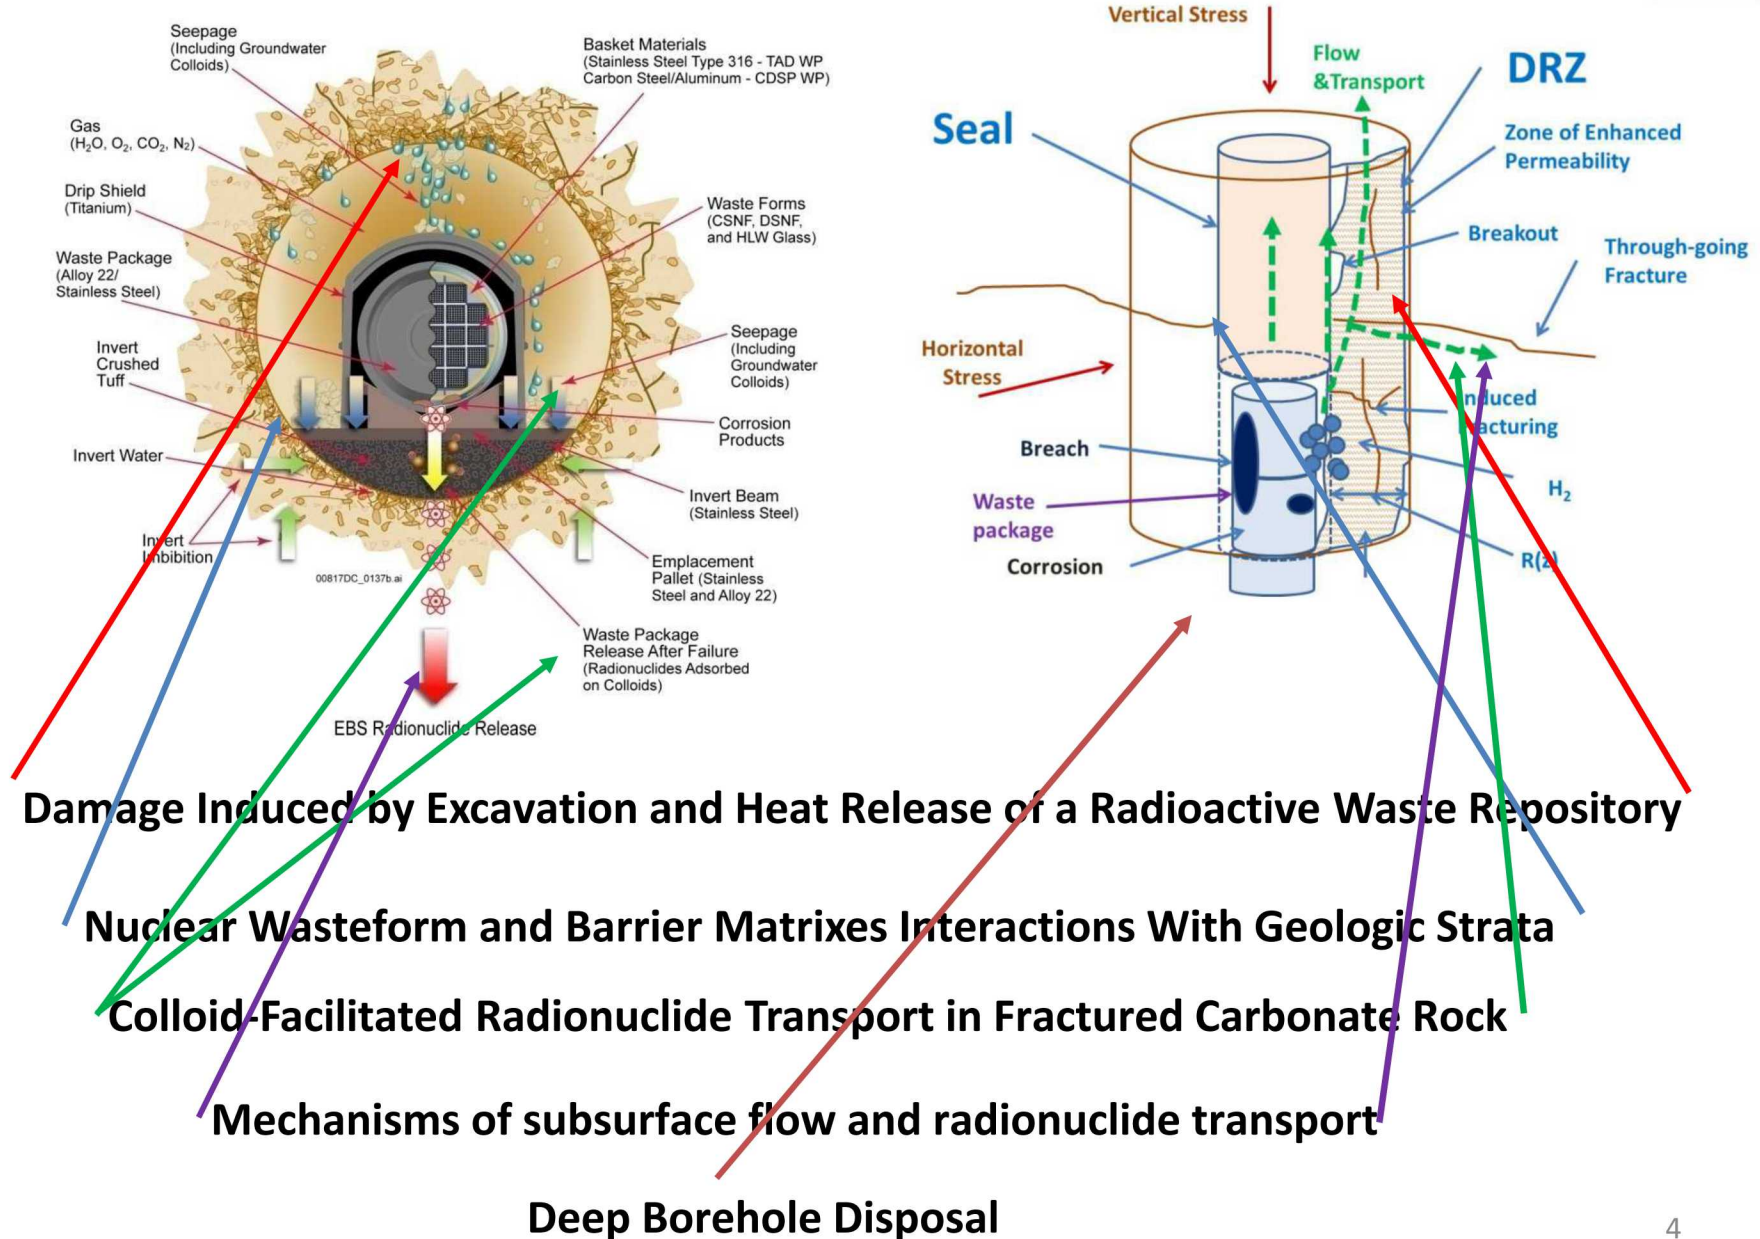 Seepage
(Including Groundwater
Colloids)
Gas
(H₂O, O₂, CO₂, N₂)
Drip Shield
(Titanium)
Waste Package
(Alloy 22/
Stainless Steel)
Invert
Crushed
Tuff
Invert Water
Invert
Imbibition
00817DC_0137b.ai
Basket Materials
(Stainless Steel Type 316 - TAD WP
Carbon Steel/Aluminum - CDSP WP)
Waste Forms
(CSNF, DSNF,
and HLW Glass)
Seepage
(Including
Groundwater
Colloids)
Corrosion
Products
Invert Beam
(Stainless Steel)
Emplacement
Pallet (Stainless
Steel and Alloy 22)
Waste Package
Release After Failure
(Radionuclides Adsorbed
on Colloids)
EBS Radionuclide Release
Vertical Stress
Flow
&Transport
DRZ
Seal
Zone of Enhanced
Permeability
Breakout
Through-going
Fracture
Horizontal
Stress
Induced
Fracturing
Breach
H₂
Waste
package
R(z)
Corrosion
Damage Induced by Excavation and Heat Release of a Radioactive Waste Repository
Nuclear Wasteform and Barrier Matrixes Interactions With Geologic Strata
Colloid-Facilitated Radionuclide Transport in Fractured Carbonate Rock
Mechanisms of subsurface flow and radionuclide transport
Deep Borehole Disposal
4